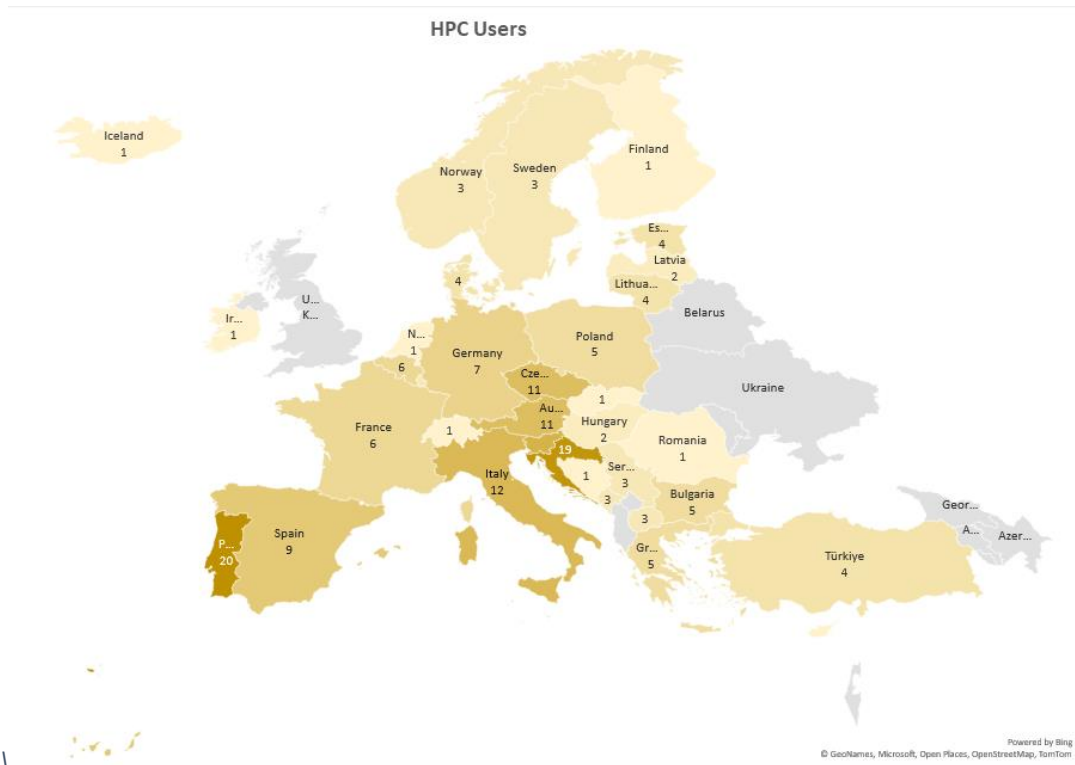 HPC Users
Iceland
1
Finland
1
Norway
3
Sweden
3
Es...
4
Latvia
2
Lithua...
4
4
U...
K...
Ir...
1
Belarus
N...
1
Poland
5
Germany
7
6
Ukraine
Cze...
11
1
Au...
11
Hungary
2
France
6
1
Romania
1
19
Italy
12
1
Ser...
3
3
Bulgaria
5
3
Geor...
A...
Azer...
Spain
9
P...
20
Gr...
5
Türkiye
4
Powered by Bing
© GeoNames, Microsoft, Open Places, OpenStreetMap, TomTom
\